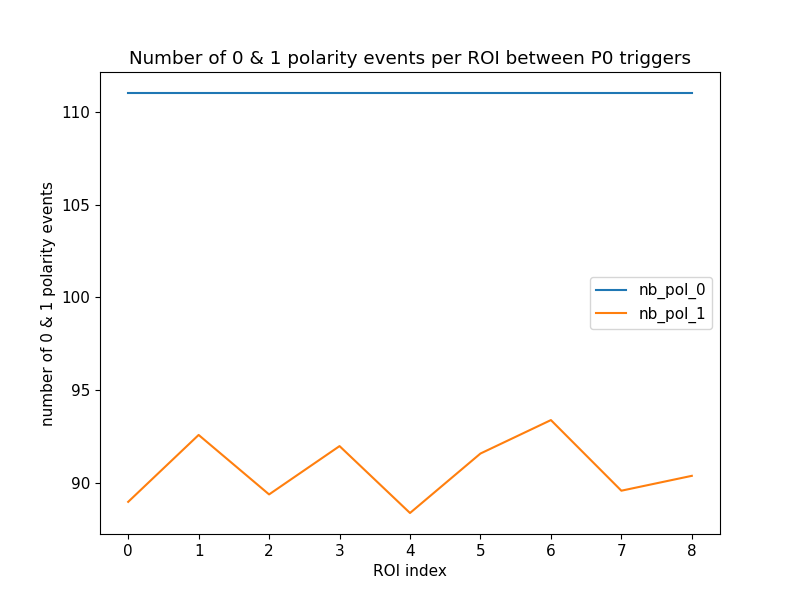 Number of 0 & 1 polarity events per ROI between P0 triggers
number of 0 & 1 polarity events
110
105
100
95
90
nb_pol_0
nb_pol_1
0 1 2 3 4 5 6 7 8
ROI index